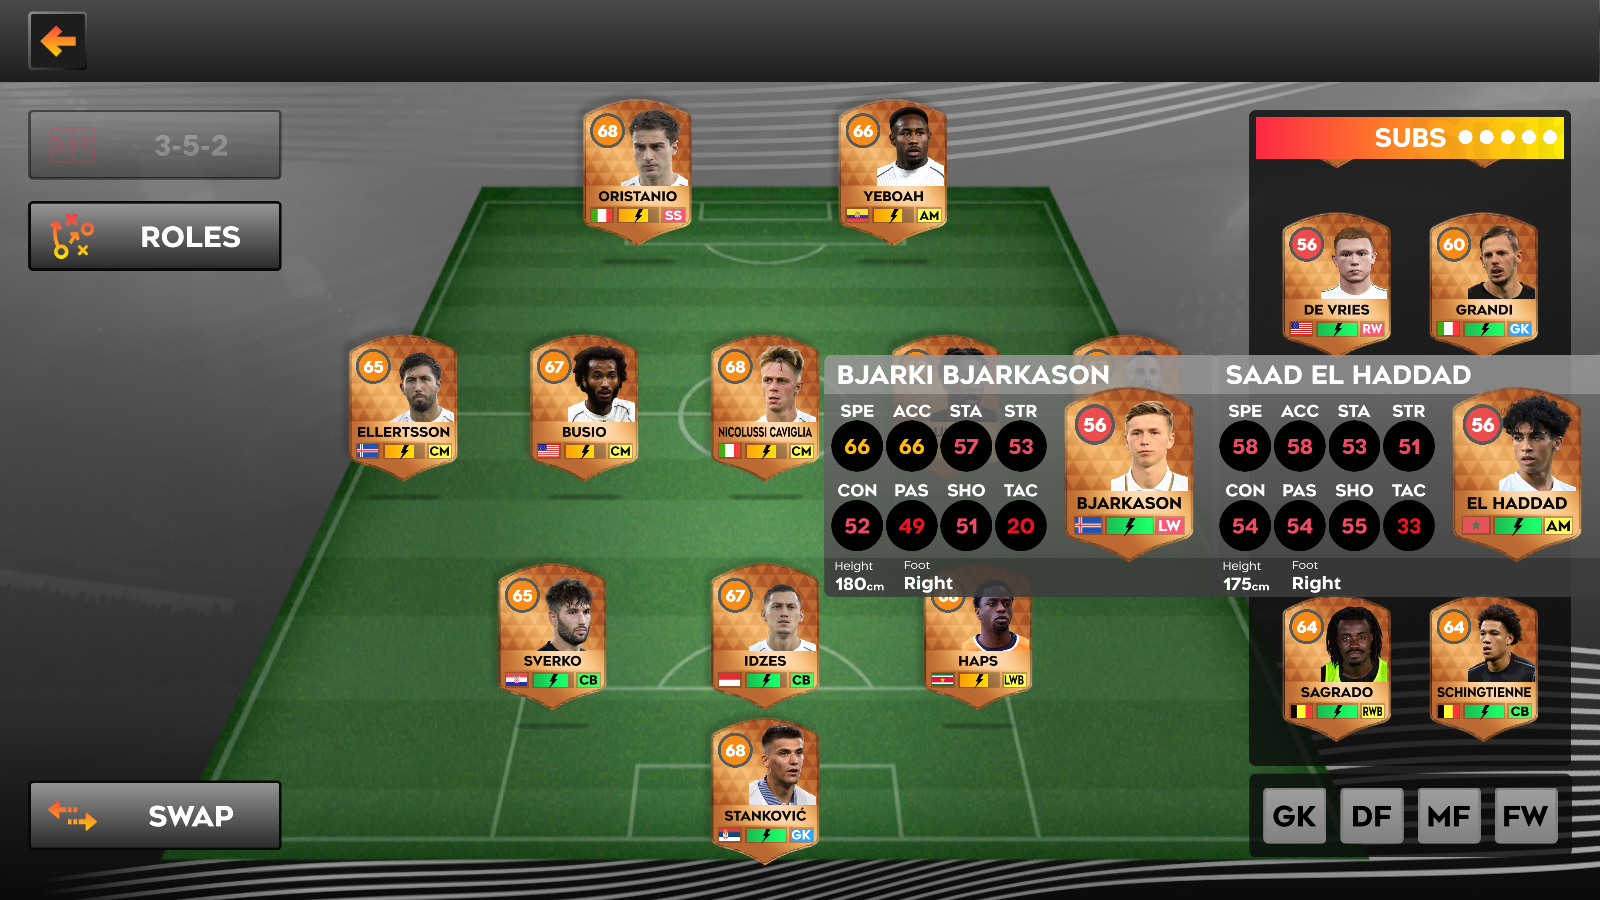 3-5-2
ROLES
SWAP
68
ORISTANIO
SS
66
YEBOAH
AM
65
ELLERTSSON
CM
67
BUSIO
CM
68
NICOLUSSI CAVIGLIA
CM
65
SVERKO
CB
67
IDZES
CB
HAPS
LWB
68
STANKOVIĆ
GK
SUBS
56
DE VRIES
RW
60
GRANDI
GK
BJARKI BJARKASON
SPE ACC STA STR
66 66 57 53
CON PAS SHO TAC
52 49 51 20
Height Foot
180cm Right
56
BJARKASON
LW
SAAD EL HADDAD
SPE ACC STA STR
58 58 53 51
CON PAS SHO TAC
54 54 55 33
Height Foot
175cm Right
56
EL HADDAD
AM
64
SAGRADO
RWB
64
SCHINGTIENNE
CB
GK DF MF FW